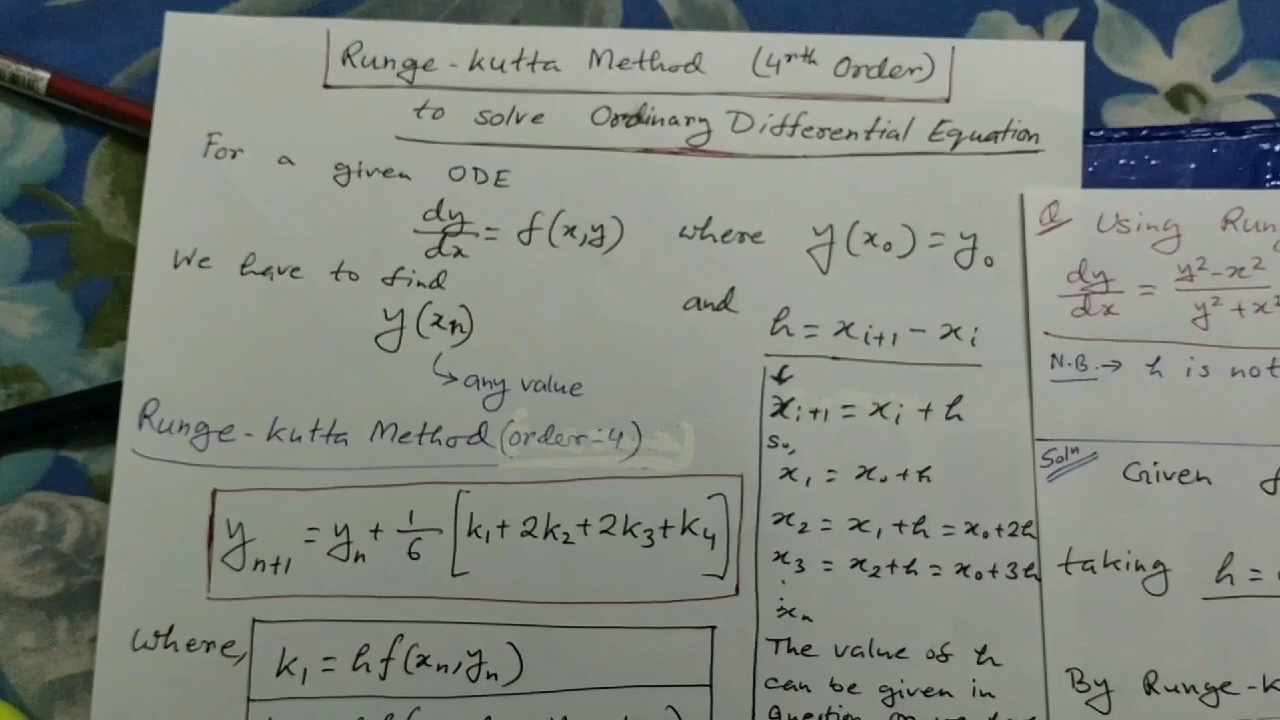 Runge-kutta Method (4rth Order)
to solve Ordinary Differential Equation
For a given ODE
dy/dx = f(x,y) where y(x₀) = y₀
We have to find
y(xₙ)
↳ any value
and
h = xᵢ₊₁ - xᵢ
xᵢ₊₁ = xᵢ + h
so,
x₁ = x₀ + h
x₂ = x₁ + h = x₀ + 2h
x₃ = x₂ + h = x₀ + 3h
xₙ
The value of h
can be given in
Question
Runge-kutta Method (order=4)
yₙ₊₁ = yₙ + 1/6 [k₁ + 2k₂ + 2k₃ + k₄]
where,
k₁ = hf(xₙ, yₙ)
Q Using Run
dy/dx = y² - x² / y² + x²
N.B. → h is not
Solⁿ
Given
taking h =
By Runge-k